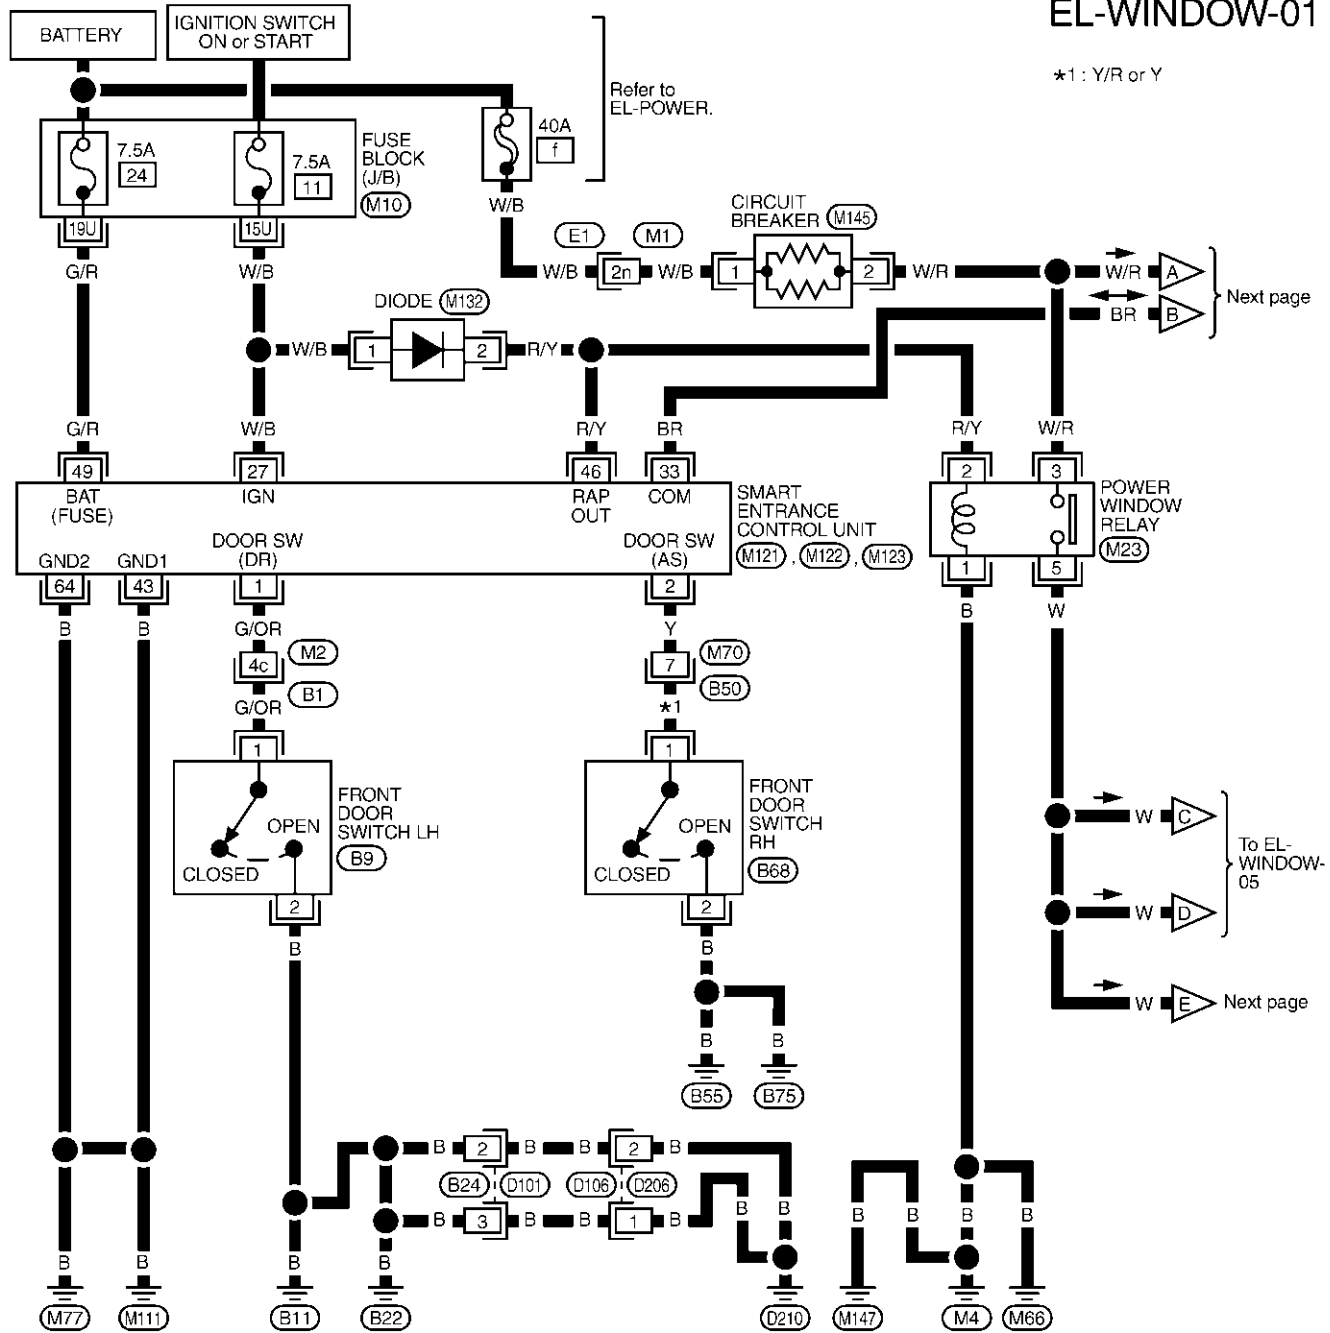 EL-WINDOW-01
BATTERY
IGNITION SWITCH
ON or START
★1 : Y/R or Y
Refer to
EL-POWER.
7.5A
24
7.5A
11
FUSE
BLOCK
(J/B)
M10
40A
f
19U
15U
W/B
G/R
W/B
CIRCUIT
BREAKER
M145
E1
M1
W/B
2n
W/B
1
2
W/R
W/R
A
BR
B
Next page
DIODE
M132
W/B
1
2
R/Y
G/R
W/B
R/Y
BR
R/Y
W/R
49
27
46
33
2
3
BAT
(FUSE)
IGN
RAP
OUT
COM
SMART
ENTRANCE
CONTROL UNIT
M121 , M122 , M123
POWER
WINDOW
RELAY
M23
GND2
GND1
DOOR SW
(DR)
DOOR SW
(AS)
64
43
1
2
1
5
B
B
G/OR
Y
B
W
4c
M2
B1
7
M70
B50
G/OR
★1
1
1
OPEN
CLOSED
FRONT
DOOR
SWITCH LH
B9
OPEN
CLOSED
FRONT
DOOR
SWITCH
RH
B68
2
2
B
B
W
C
W
D
To EL-
WINDOW-
05
W
E
Next page
B
B
B55
B75
B
2
B
B
2
B
B24
D101
D106
D206
B
3
B
B
1
B
B
B
B
B
B
B
B
B
B
B
M77
M111
B11
B22
D210
M147
M4
M66